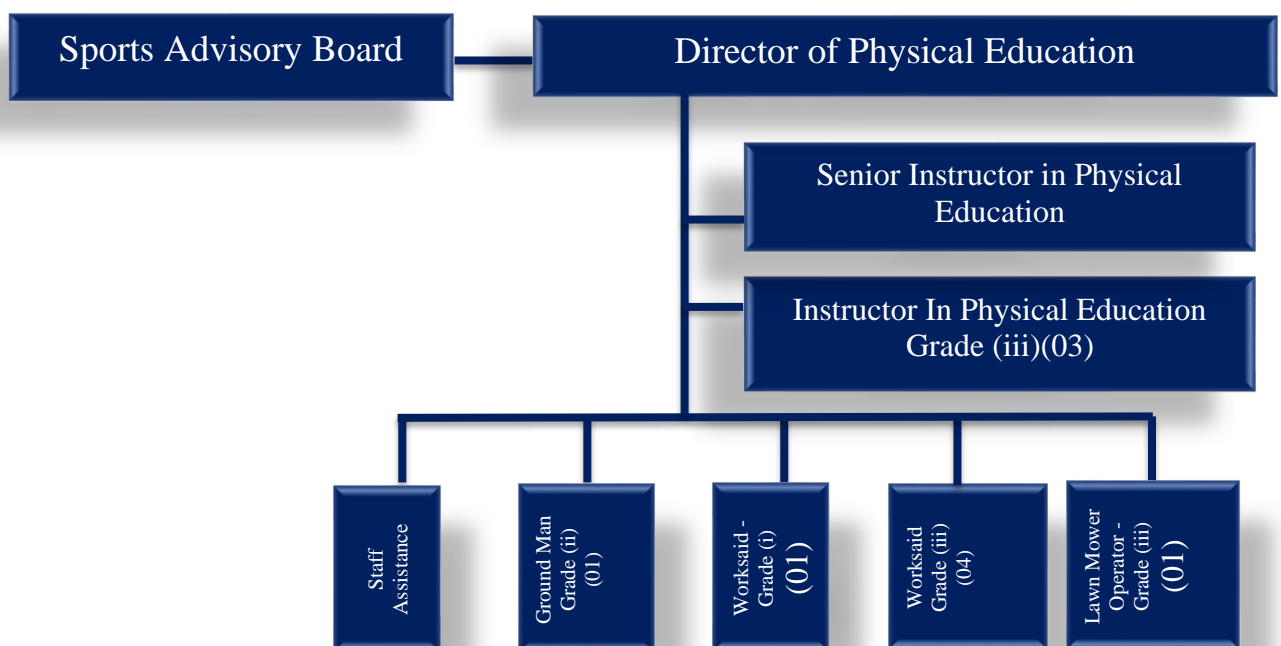 Sports Advisory Board
Director of Physical Education
Senior Instructor in Physical
Education
Instructor In Physical Education
Grade (iii)(03)
Staff
Assistance
Ground Man
Grade (ii)
(01)
Worksaid -
Grade (i)
(01)
Worksaid
Grade (iii)
(04)
Lawn Mower
Operator -
Grade (iii)
(01)